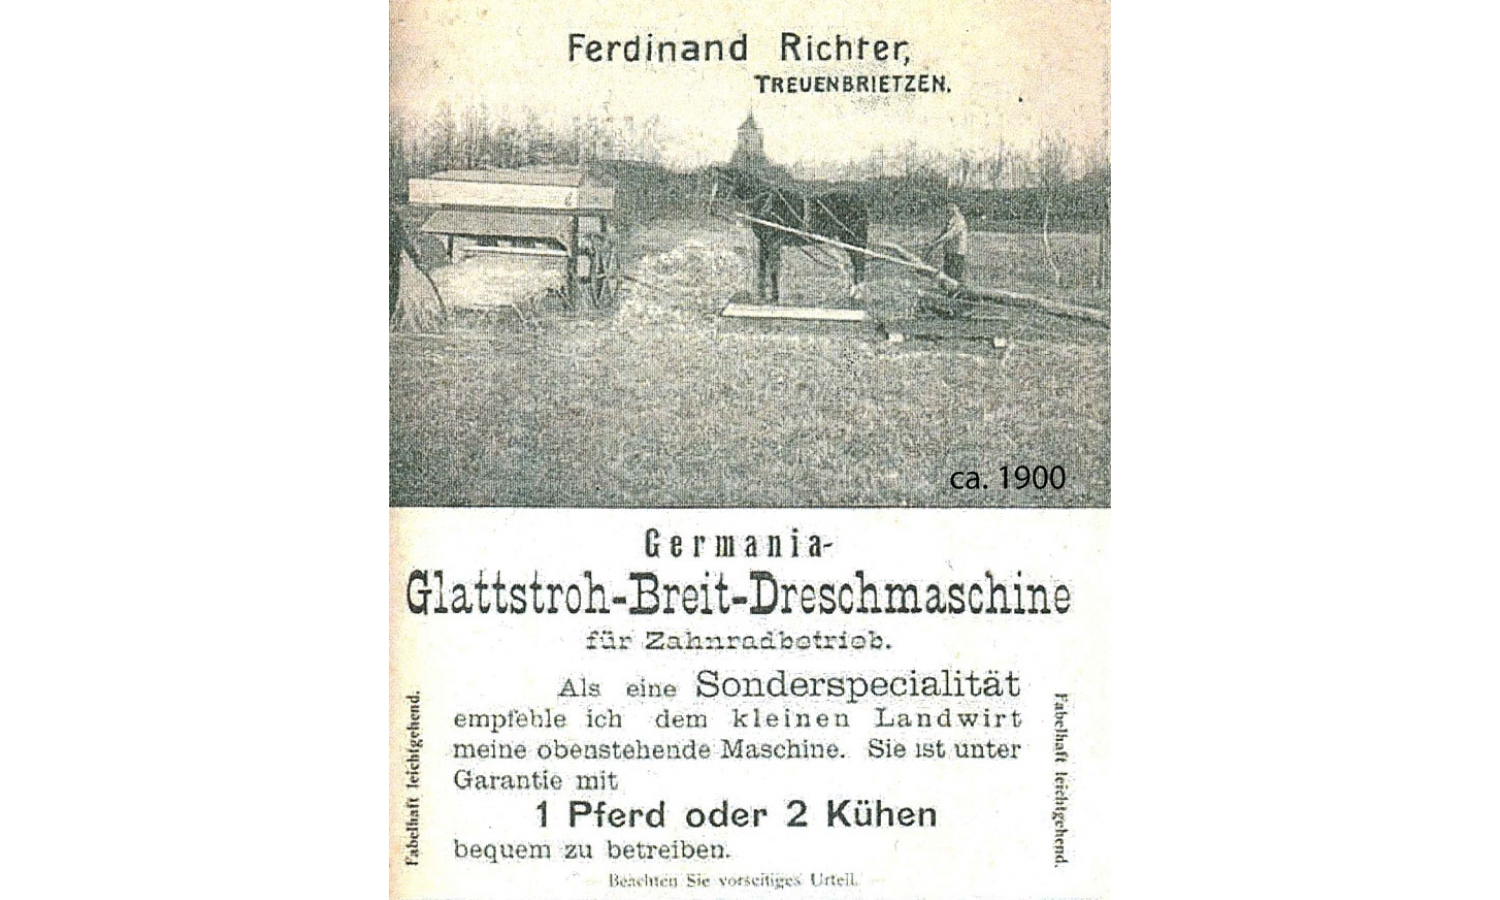 Ferdinand Richter,
TREUENBRIETZEN.
ca. 1900
Germania-
Glattstroh-Breit-Dreschmaschine
für Zahnradbetrieb.
Als eine Sonderspecialität
empfehle ich dem kleinen Landwirt
meine obenstehende Maschine. Sie ist unter
Garantie mit
1 Pferd oder 2 Kühen
bequem zu betreiben.
Beachten Sie vorseitiges Urteil.
Fabelhaft leichtgehend.
Fabelhaft leichtgehend.